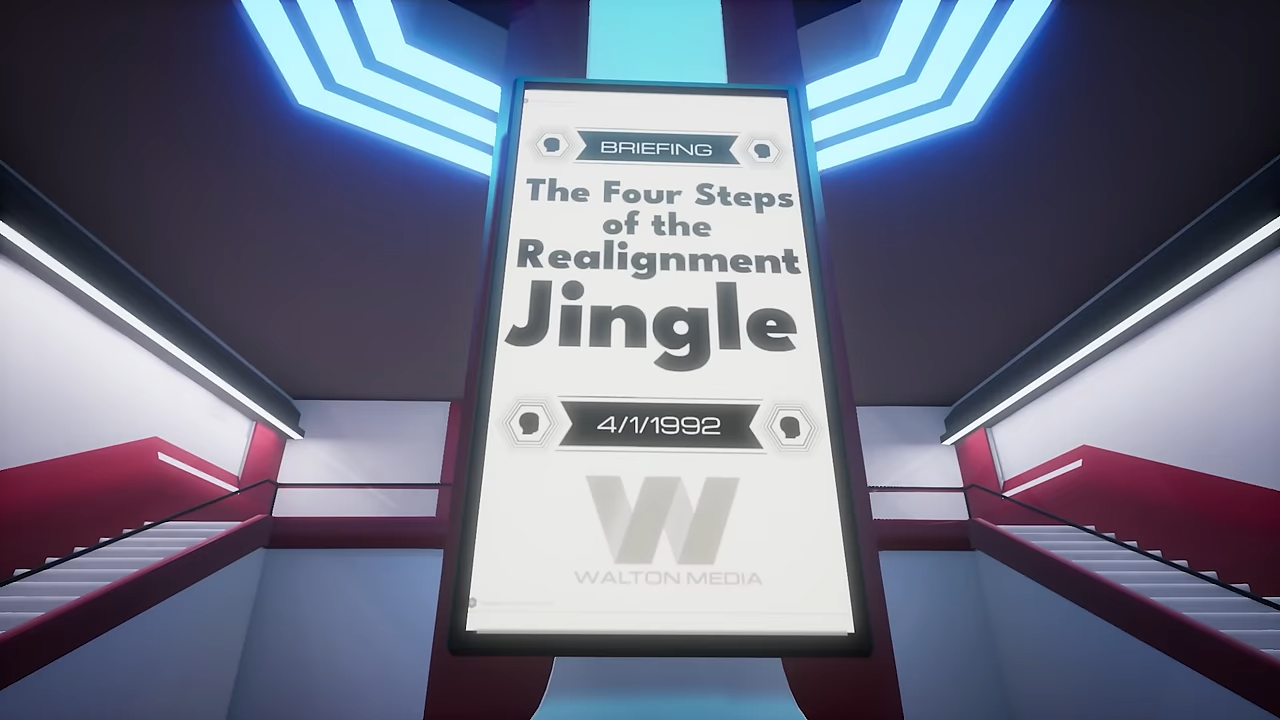 BRIEFING
The Four Steps
of the
Realignment
Jingle
4/1/1992
W
WALTON MEDIA